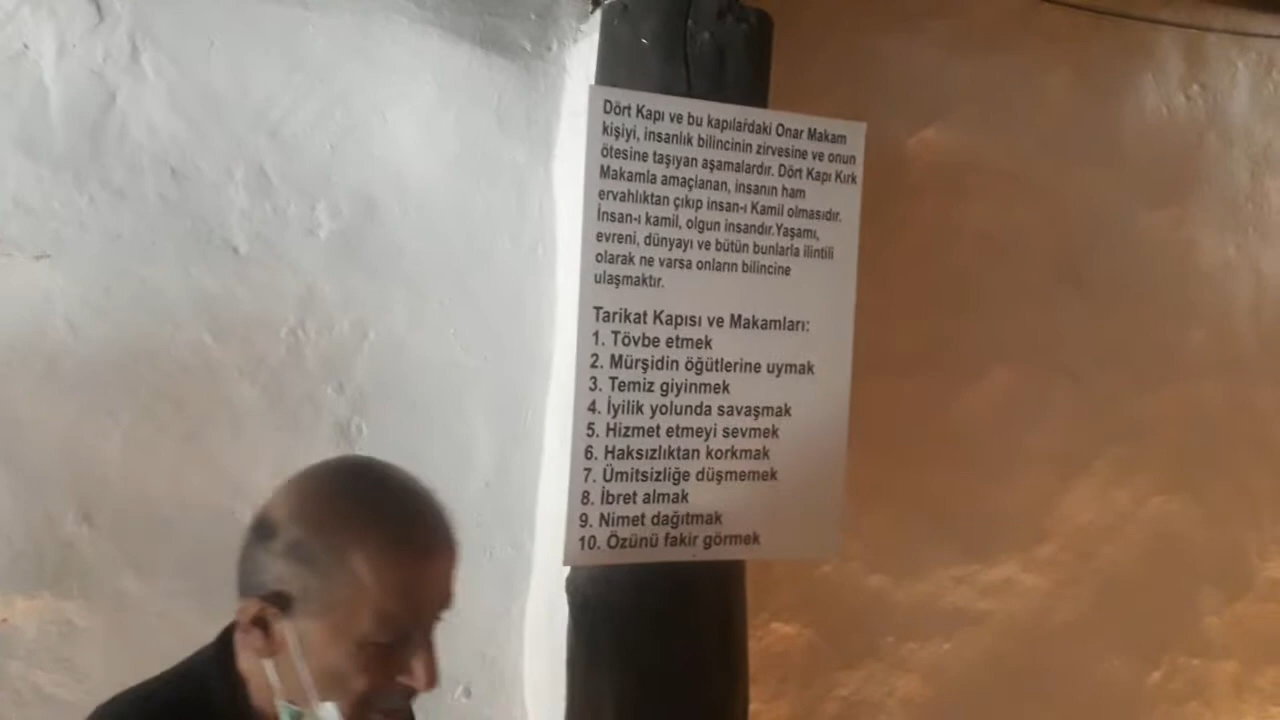 Dört Kapı ve bu kapılardaki Onar Makam
kişiyi, insanlık bilincinin zirvesine ve onun
ötesine taşıyan aşamalardır. Dört Kapı Kırk
Makamla amaçlanan, insanın ham
ervahlıktan çıkıp insan-ı Kamil olmasıdır.
İnsan-ı kamil, olgun insandır.Yaşamı,
evreni, dünyayı ve bütün bunlarla ilintili
olarak ne varsa onların bilincine
ulaşmaktır.
Tarikat Kapısı ve Makamları:
1. Tövbe etmek
2. Mürşidin öğütlerine uymak
3. Temiz giyinmek
4. İyilik yolunda savaşmak
5. Hizmet etmeyi sevmek
6. Haksızlıktan korkmak
7. Ümitsizliğe düşmemek
8. İbret almak
9. Nimet dağıtmak
10. Özünü fakir görmek